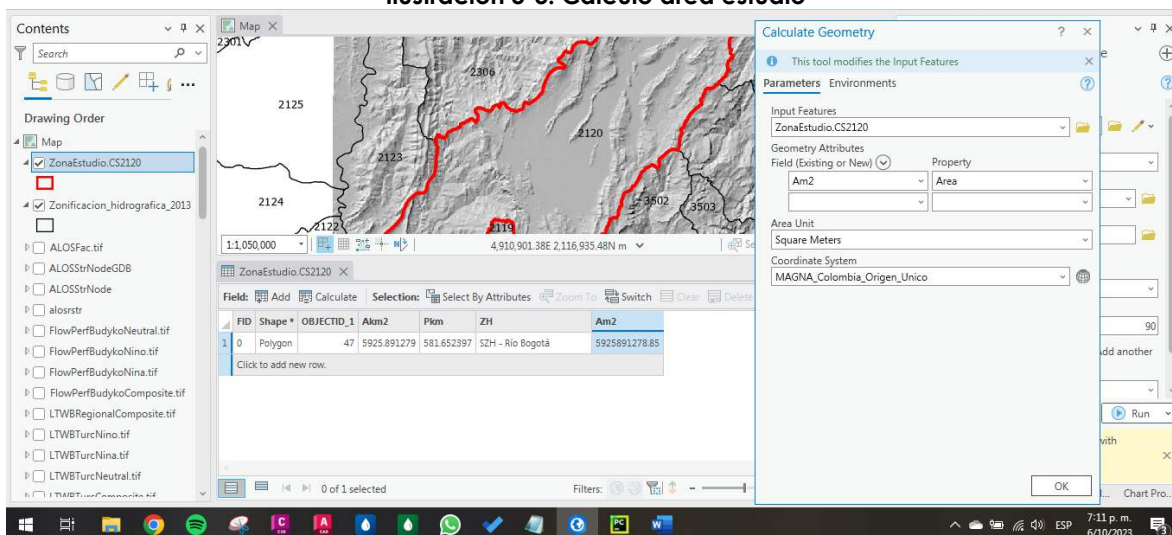 Contents
Search
Drawing Order
Map
ZonaEstudio.CS2120
Zonificacion_hidrografica_2013
ALOSFac.tif
ALOSStrNodeGDB
ALOSStrNode
alosrstr
FlowPerfBudykoNeutral.tif
FlowPerfBudykoNino.tif
FlowPerfBudykoNina.tif
FlowPerfBudykoComposite.tif
LTWBRegionalComposite.tif
LTWBTurcNino.tif
LTWBTurcNina.tif
LTWBTurcNeutral.tif
Map
2301
2306
2125
2120
2123
2124
2122
2119
3502
3503
1:1,050,000
4,910,901.38E 2,116,935.48N m
ZonaEstudio.CS2120
Field: Add Calculate Selection: Select By Attributes Zoom To Switch Clear Delete
FID Shape * OBJECTID_1 Akm2 Pkm ZH Am2
1 0 Polygon 47 5925.891279 581.652397 SZH - Río Bogotá 5925891278.85
Click to add new row.
0 of 1 selected
Filters:
Calculate Geometry ? ×
This tool modifies the Input Features
Parameters Environments
Input Features
ZonaEstudio.CS2120
Geometry Attributes
Field (Existing or New) Property
Am2 Area
Area Unit
Square Meters
Coordinate System
MAGNA_Colombia_Origen_Unico
OK
90
dd another
Run
with
Chart Pro...
ESP
7:11 p. m.
6/10/2023